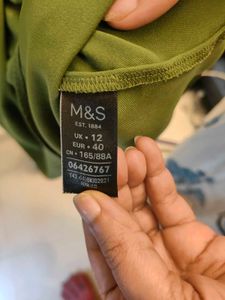 M&S
EST. 1884
UK • 12
EUR • 40
CN • 165/88A
06426767